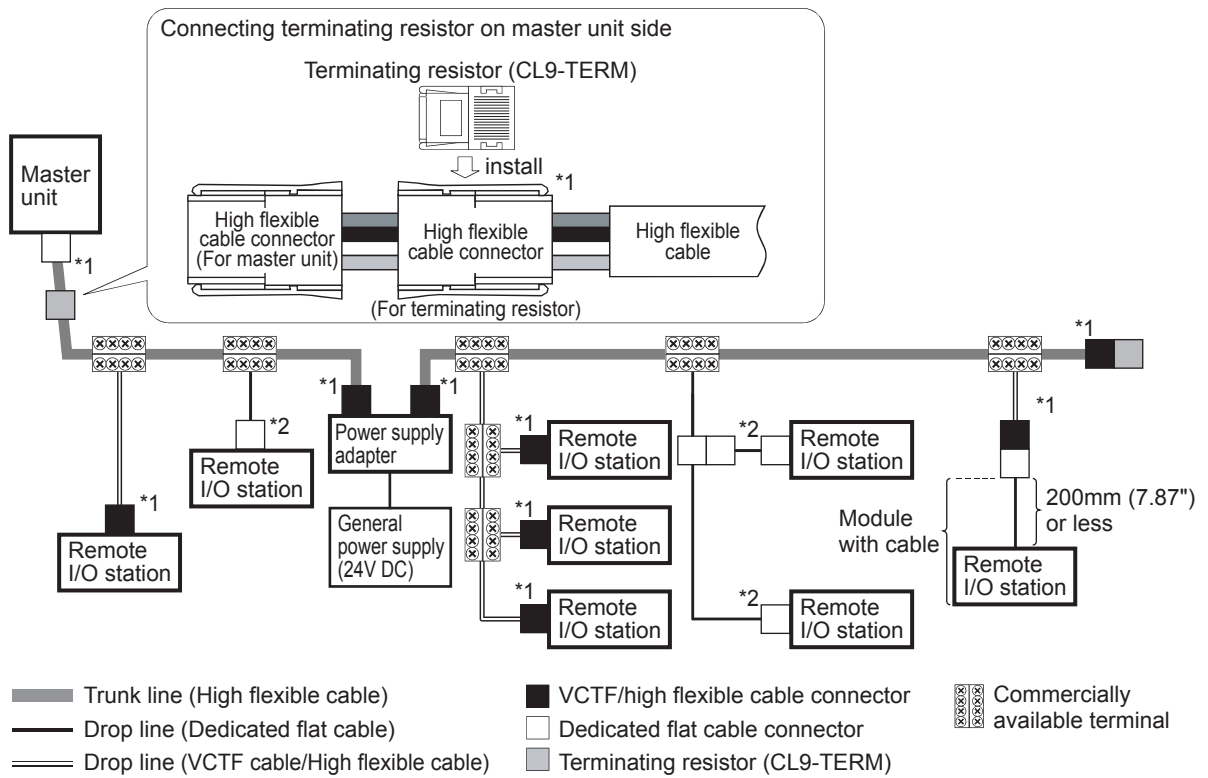 Connecting terminating resistor on master unit side
Terminating resistor (CL9-TERM)
install
*1
High flexible
cable connector
(For master unit)
High flexible
cable connector
High flexible
cable
(For terminating resistor)
Master
unit
*1
*1
*1
*1
*2
Remote
I/O station
Power supply
adapter
General
power supply
(24V DC)
*1
Remote
I/O station
*1
Remote
I/O station
*1
Remote
I/O station
*1
Remote
I/O station
*2
Remote
I/O station
*2
Remote
I/O station
*1
200mm (7.87")
or less
Module
with cable
Remote
I/O station
Trunk line (High flexible cable)
Drop line (Dedicated flat cable)
Drop line (VCTF cable/High flexible cable)
VCTF/high flexible cable connector
Dedicated flat cable connector
Terminating resistor (CL9-TERM)
Commercially
available terminal